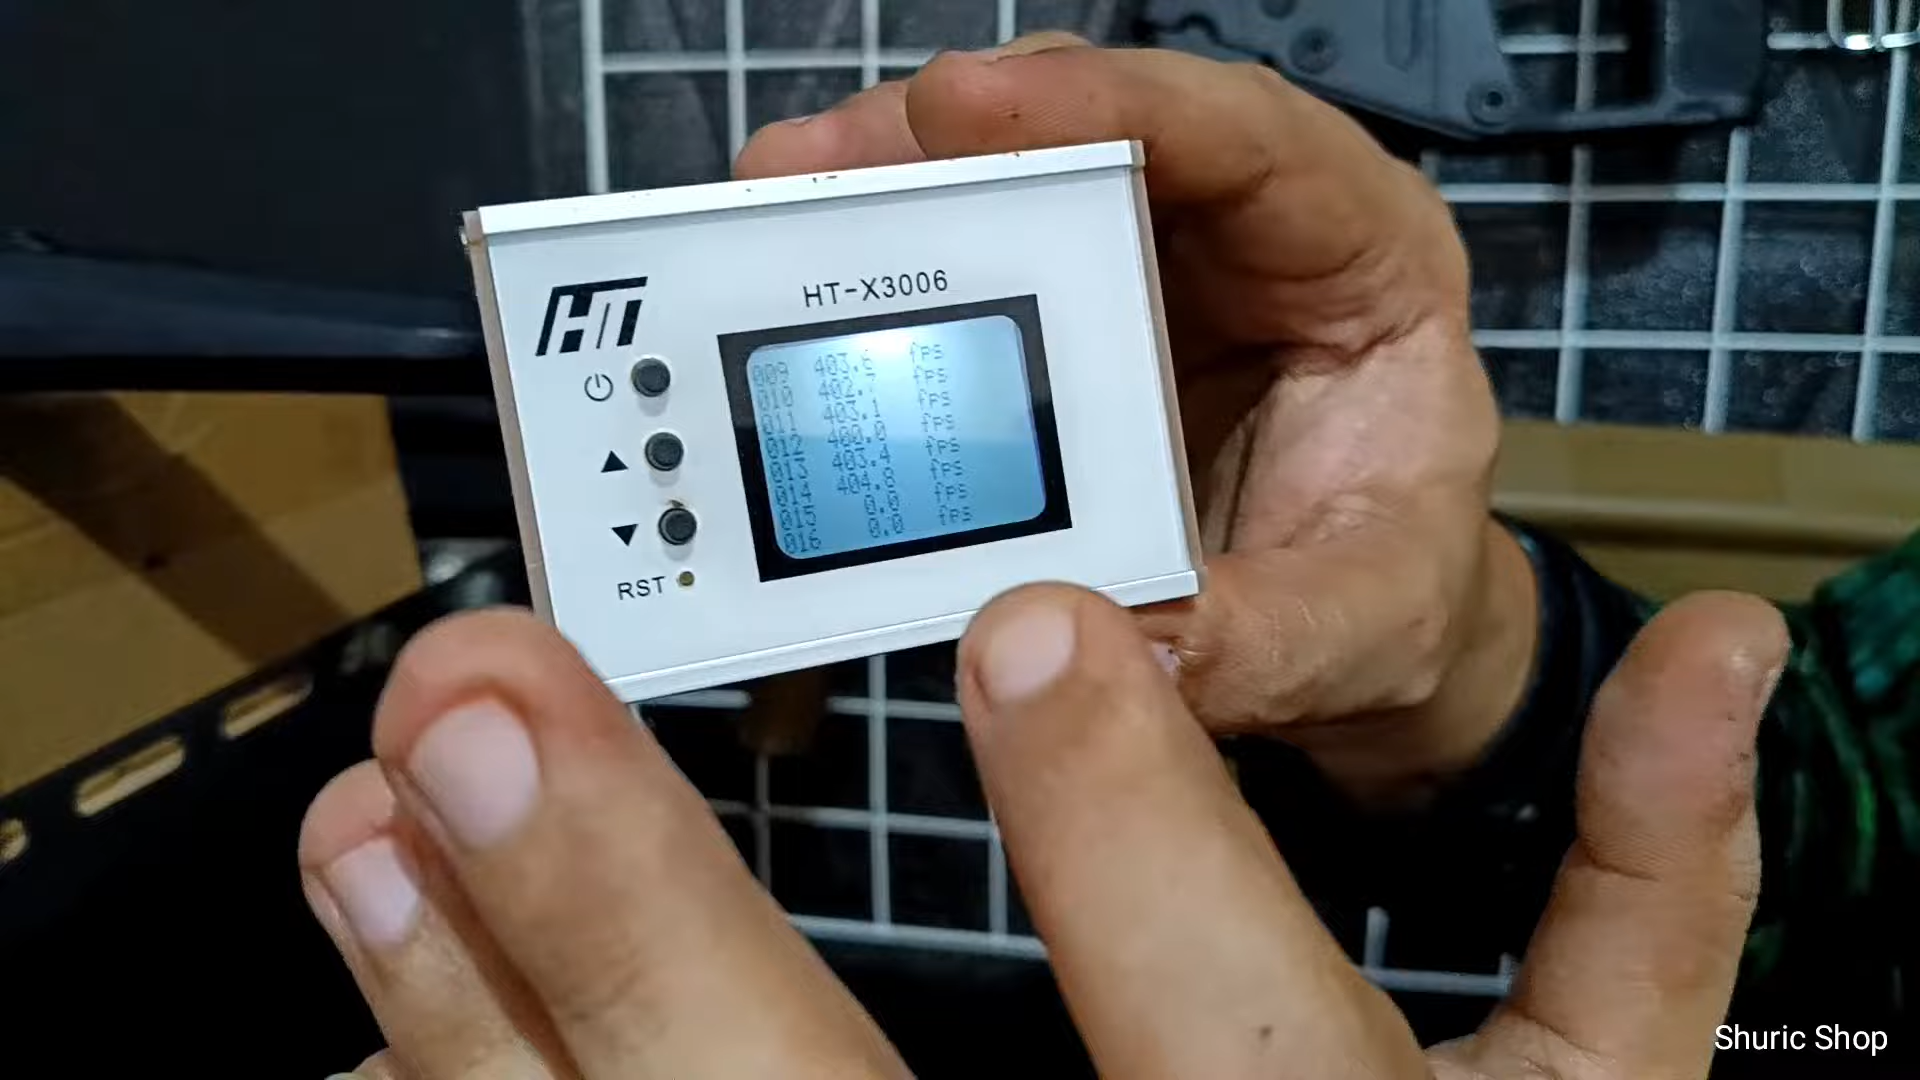 HT
HT-X3006
009 403.6 fps
010 402.7 fps
011 403.1 fps
012 400.0 fps
013 403.4 fps
014 404.8 fps
015 0.0 fps
016 0.0 fps
RST
Shuric Shop